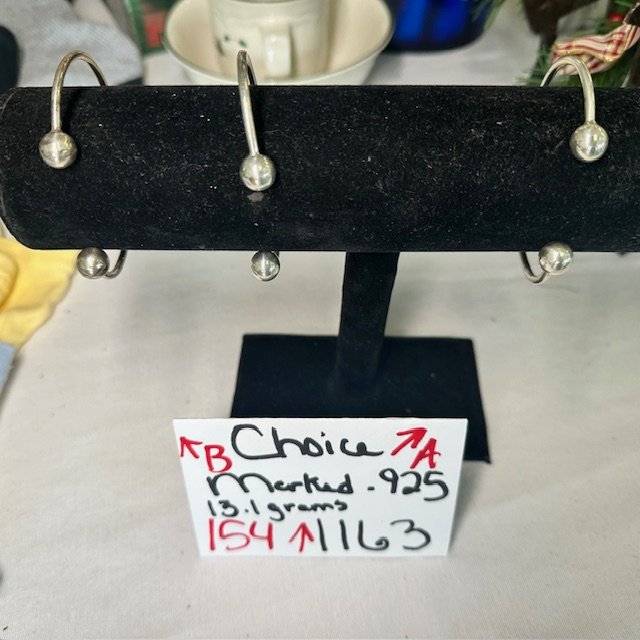 ↖B Choice ↗A
Marked .925
13.1 grams
154 ↑ 1163